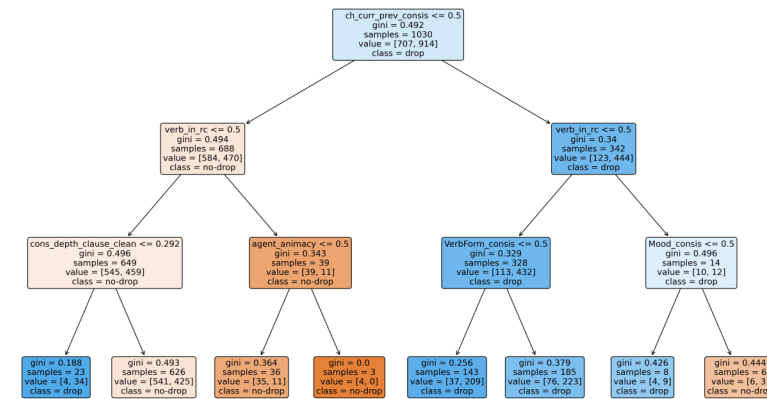 ch_curr_prev_consis <= 0.5
gini = 0.492
samples = 1030
value = [707, 914]
class = drop
verb_in_rc <= 0.5
gini = 0.494
samples = 688
value = [584, 470]
class = no-drop
verb_in_rc <= 0.5
gini = 0.34
samples = 342
value = [123, 444]
class = drop
cons_depth_clause_clean <= 0.292
gini = 0.496
samples = 649
value = [545, 459]
class = no-drop
agent_animacy <= 0.5
gini = 0.343
samples = 39
value = [39, 11]
class = no-drop
VerbForm_consis <= 0.5
gini = 0.329
samples = 328
value = [113, 432]
class = drop
Mood_consis <= 0.5
gini = 0.496
samples = 14
value = [10, 12]
class = drop
gini = 0.188
samples = 23
value = [4, 34]
class = drop
gini = 0.493
samples = 626
value = [541, 425]
class = no-drop
gini = 0.364
samples = 36
value = [35, 11]
class = no-drop
gini = 0.0
samples = 3
value = [4, 0]
class = no-drop
gini = 0.256
samples = 143
value = [37, 209]
class = drop
gini = 0.379
samples = 185
value = [76, 223]
class = drop
gini = 0.426
samples = 8
value = [4, 9]
class = drop
gini = 0.444
samples = 6
value = [6, 3]
class = no-drop